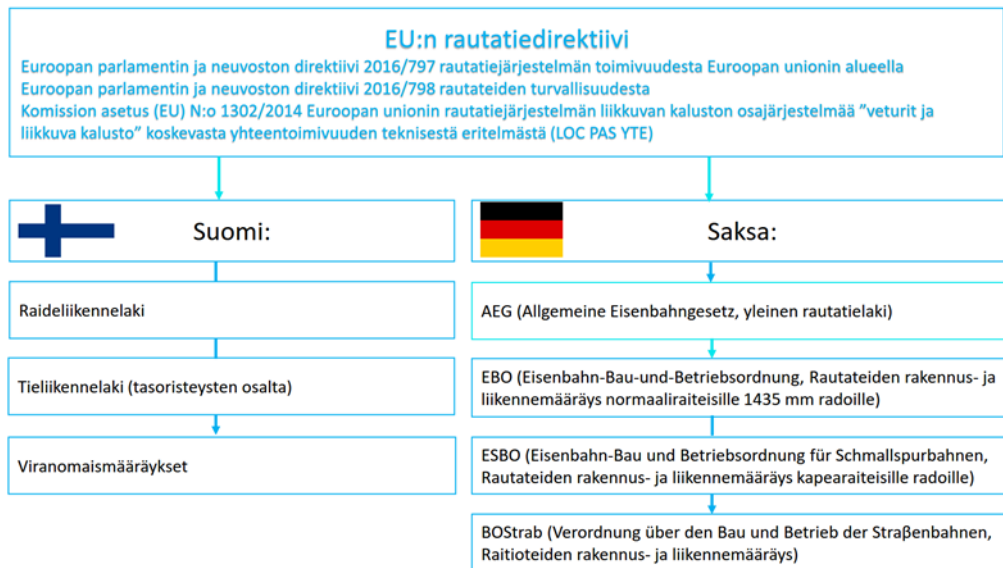 EU:n rautatiedirektiivi
Euroopan parlamentin ja neuvoston direktiivi 2016/797 rautatiejärjestelmän toimivuudesta Euroopan unionin alueella
Euroopan parlamentin ja neuvoston direktiivi 2016/798 rautateiden turvallisuudesta
Komission asetus (EU) N:o 1302/2014 Euroopan unionin rautatiejärjestelmän liikkuvan kaluston osajärjestelmää ”veturit ja
liikkuva kalusto” koskevasta yhteentoimivuuden teknisestä eritelmästä (LOC PAS YTE)
Suomi:
Raideliikennelaki
Tieliikennelaki (tasoristeysten osalta)
Viranomaismääräykset
Saksa:
AEG (Allgemeine Eisenbahngesetz, yleinen rautatielaki)
EBO (Eisenbahn-Bau-und-Betriebsordnung, Rautateiden rakennus- ja
liikennemääräys normaaliraiteisille 1435 mm radoille)
ESBO (Eisenbahn-Bau und Betriebsordnung für Schmallspurbahnen,
Rautateiden rakennus- ja liikennemääräys kapearaiteisille radoille)
BOStrab (Verordnung über den Bau und Betrieb der Straßenbahnen,
Raitioteiden rakennus- ja liikennemääräys)